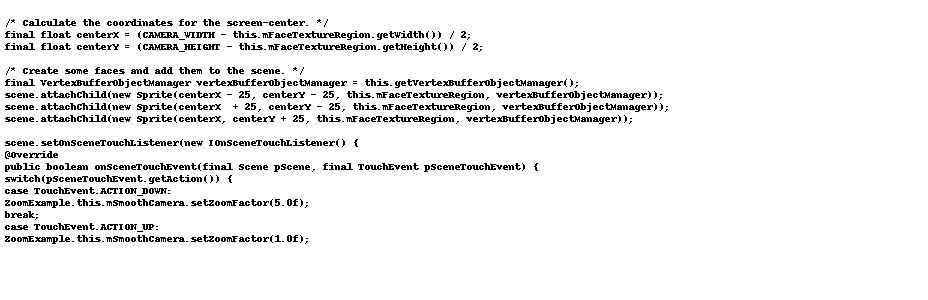 /* Calculate the coordinates for the screen-center. */
final float centerX = (CAMERA_WIDTH - this.mFaceTextureRegion.getWidth()) / 2;
final float centerY = (CAMERA_HEIGHT - this.mFaceTextureRegion.getHeight()) / 2;
/* Create some faces and add them to the scene. */
final VertexBufferObjectManager vertexBufferObjectManager = this.getVertexBufferObjectManager();
scene.attachChild(new Sprite(centerX - 25, centerY - 25, this.mFaceTextureRegion, vertexBufferObjectManager));
scene.attachChild(new Sprite(centerX  + 25, centerY - 25, this.mFaceTextureRegion, vertexBufferObjectManager));
scene.attachChild(new Sprite(centerX, centerY + 25, this.mFaceTextureRegion, vertexBufferObjectManager));
scene.setOnSceneTouchListener(new IOnSceneTouchListener() {
@Override
public boolean onSceneTouchEvent(final Scene pScene, final TouchEvent pSceneTouchEvent) {
switch(pSceneTouchEvent.getAction()) {
case TouchEvent.ACTION_DOWN:
ZoomExample.this.mSmoothCamera.setZoomFactor(5.0f);
break;
case TouchEvent.ACTION_UP:
ZoomExample.this.mSmoothCamera.setZoomFactor(1.0f);